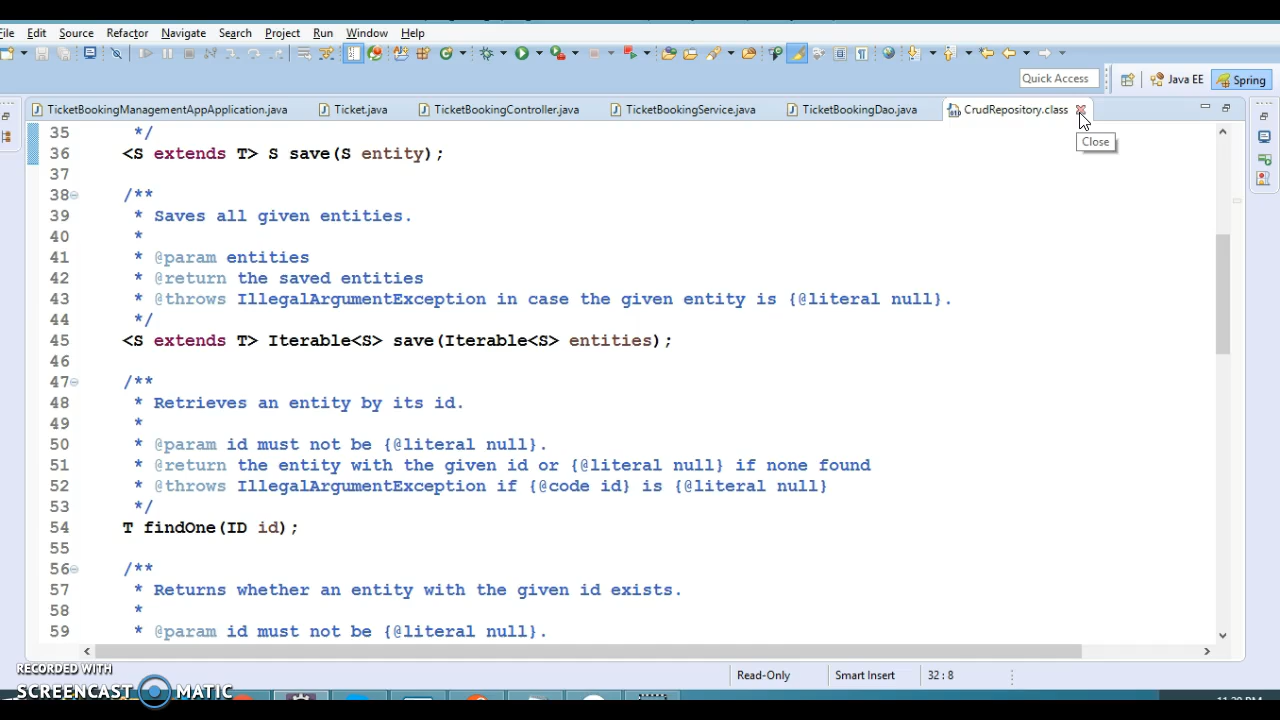 File Edit Source Refactor Navigate Search Project Run Window Help
Quick Access Java EE Spring
TicketBookingManagementAppApplication.java Ticket.java TicketBookingController.java TicketBookingService.java TicketBookingDao.java CrudRepository.class
Close
35 */
36 <S extends T> S save(S entity);
37
38 /**
39 * Saves all given entities.
40 *
41 * @param entities
42 * @return the saved entities
43 * @throws IllegalArgumentException in case the given entity is {@literal null}.
44 */
45 <S extends T> Iterable<S> save(Iterable<S> entities);
46
47 /**
48 * Retrieves an entity by its id.
49 *
50 * @param id must not be {@literal null}.
51 * @return the entity with the given id or {@literal null} if none found
52 * @throws IllegalArgumentException if {@code id} is {@literal null}
53 */
54 T findOne(ID id);
55
56 /**
57 * Returns whether an entity with the given id exists.
58 *
59 * @param id must not be {@literal null}.
Read-Only Smart Insert 32 : 8
RECORDED WITH
SCREENCAST MATIC